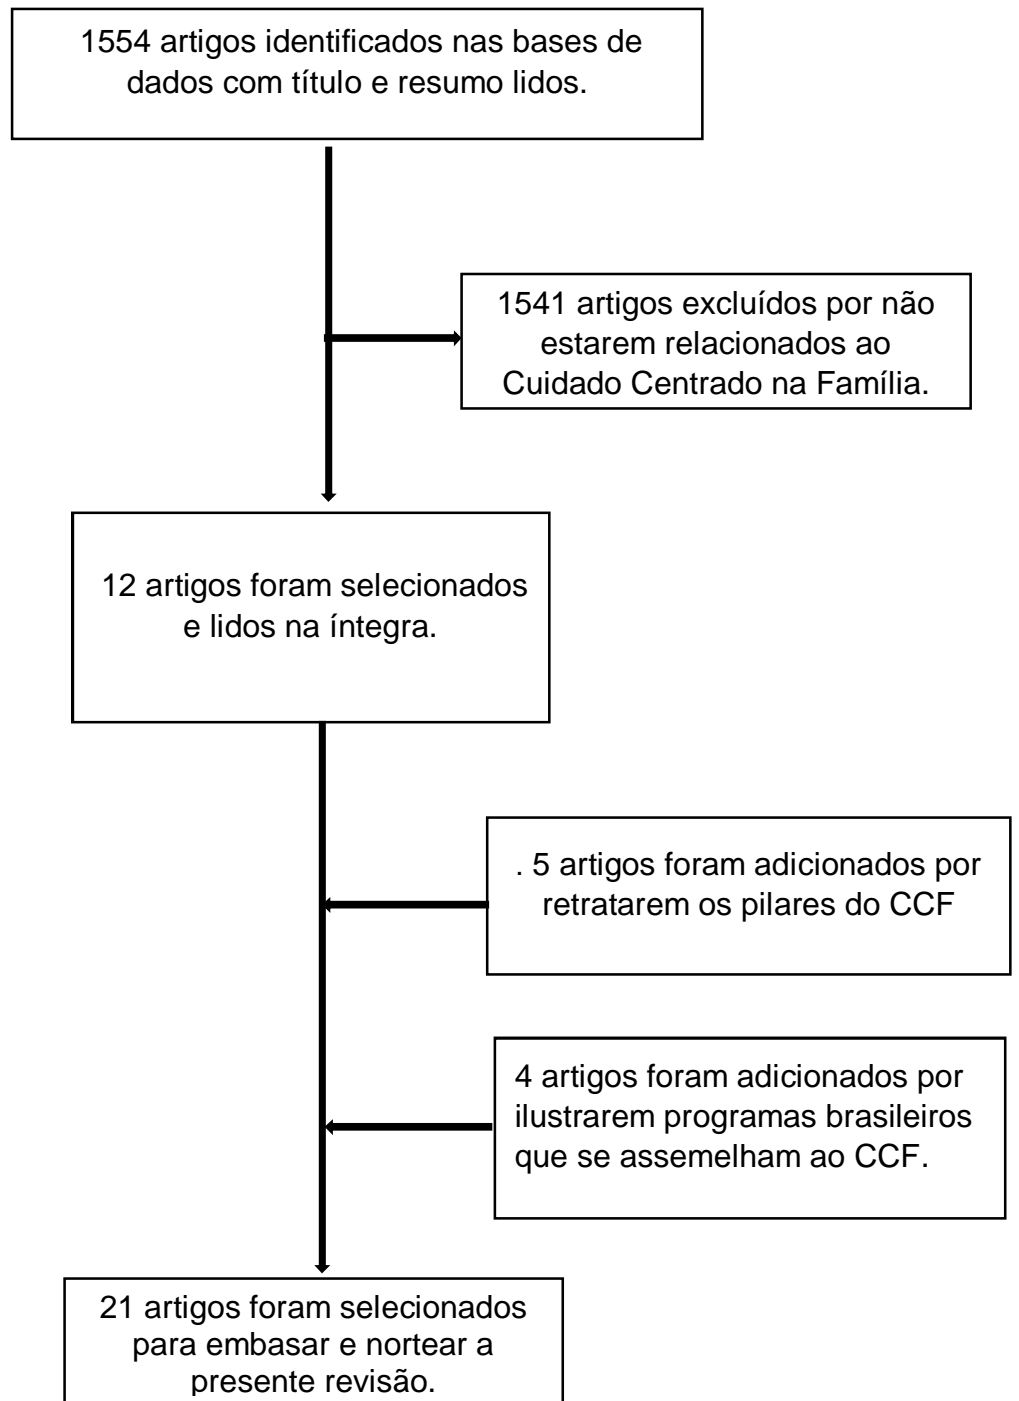 1554 artigos identificados nas bases de
dados com título e resumo lidos.
1541 artigos excluídos por não
estarem relacionados ao
Cuidado Centrado na Família.
12 artigos foram selecionados
e lidos na íntegra.
. 5 artigos foram adicionados por
retratarem os pilares do CCF
4 artigos foram adicionados por
ilustrarem programas brasileiros
que se assemelham ao CCF.
21 artigos foram selecionados
para embasar e nortear a
presente revisão.